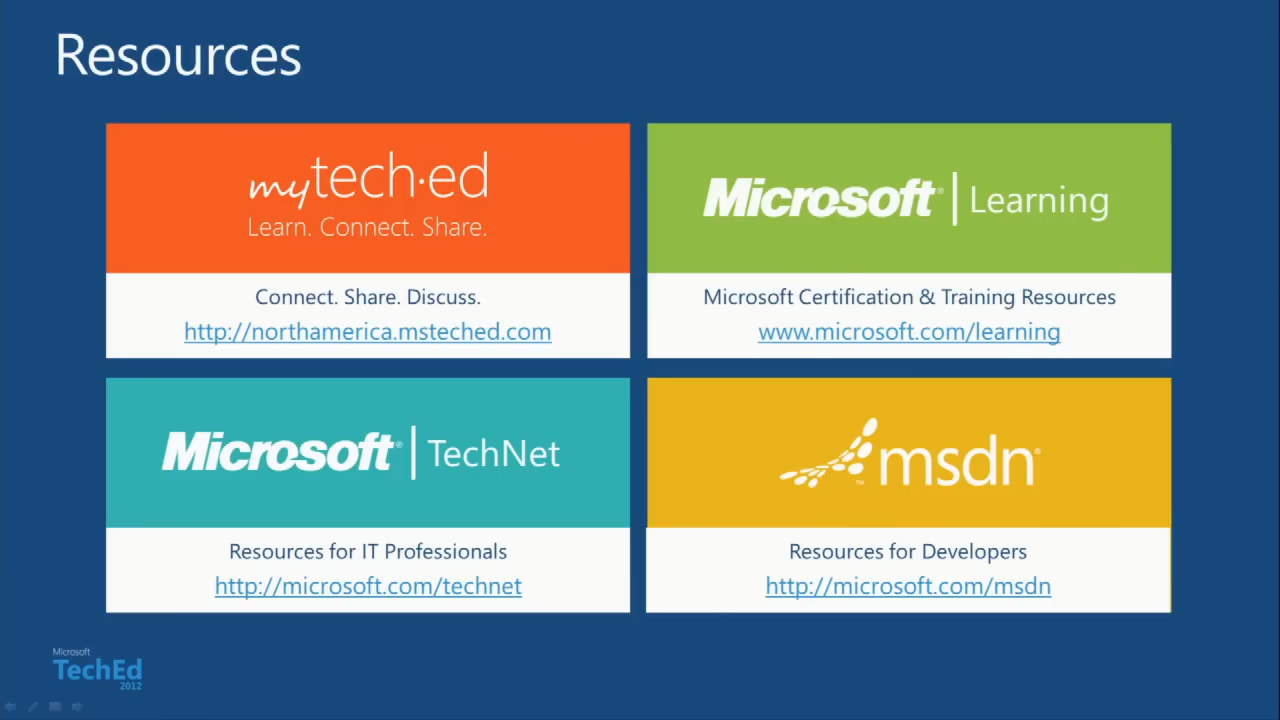 Resources
mytech·ed
Learn. Connect. Share.
Connect. Share. Discuss.
http://northamerica.msteched.com
Microsoft® | Learning
Microsoft Certification & Training Resources
www.microsoft.com/learning
Microsoft® | TechNet
Resources for IT Professionals
http://microsoft.com/technet
™ msdn®
Resources for Developers
http://microsoft.com/msdn
Microsoft
TechEd
2012